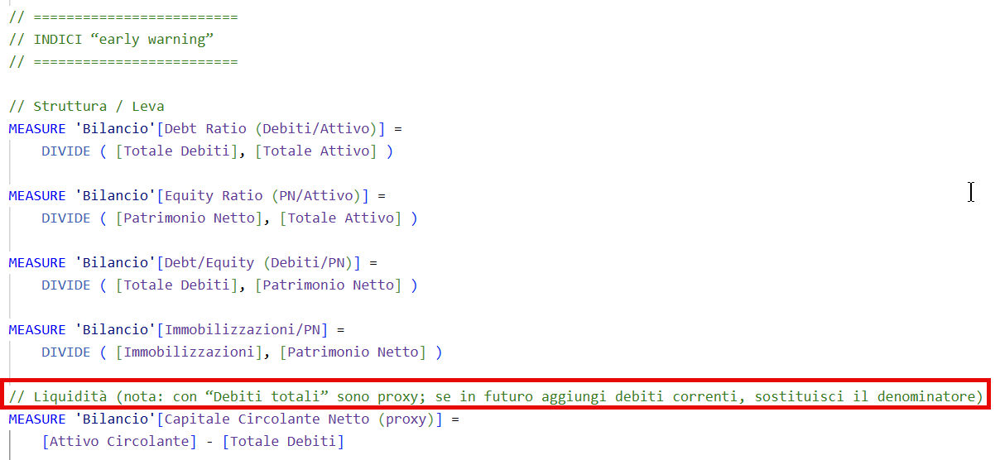 // =========================
// INDICI “early warning”
// =========================
// Struttura / Leva
MEASURE 'Bilancio'[Debt Ratio (Debiti/Attivo)] =
DIVIDE ( [Totale Debiti], [Totale Attivo] )
MEASURE 'Bilancio'[Equity Ratio (PN/Attivo)] =
DIVIDE ( [Patrimonio Netto], [Totale Attivo] )
MEASURE 'Bilancio'[Debt/Equity (Debiti/PN)] =
DIVIDE ( [Totale Debiti], [Patrimonio Netto] )
MEASURE 'Bilancio'[Immobilizzazioni/PN] =
DIVIDE ( [Immobilizzazioni], [Patrimonio Netto] )
// Liquidità (nota: con “Debiti totali” sono proxy; se in futuro aggiungi debiti correnti, sostituisci il denominatore)
MEASURE 'Bilancio'[Capitale Circolante Netto (proxy)] =
[Attivo Circolante] - [Totale Debiti]